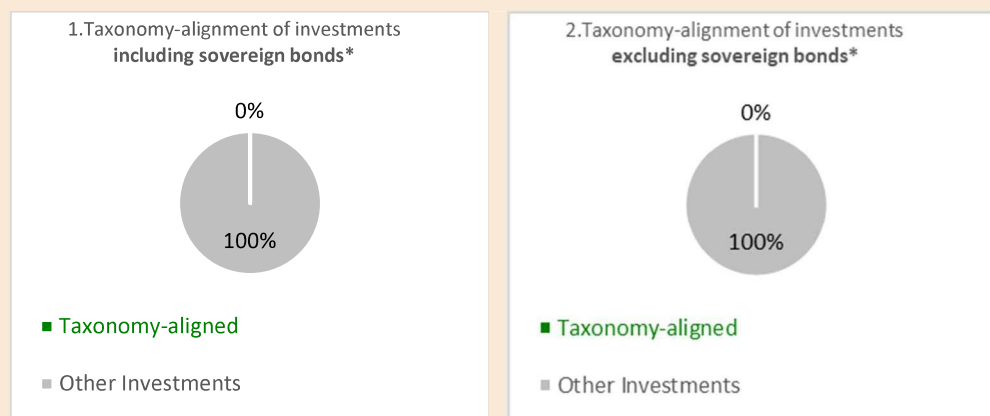 1.Taxonomy-alignment of investments
including sovereign bonds*
0%
100%
Taxonomy-aligned
Other Investments
2.Taxonomy-alignment of investments
excluding sovereign bonds*
0%
100%
Taxonomy-aligned
Other Investments